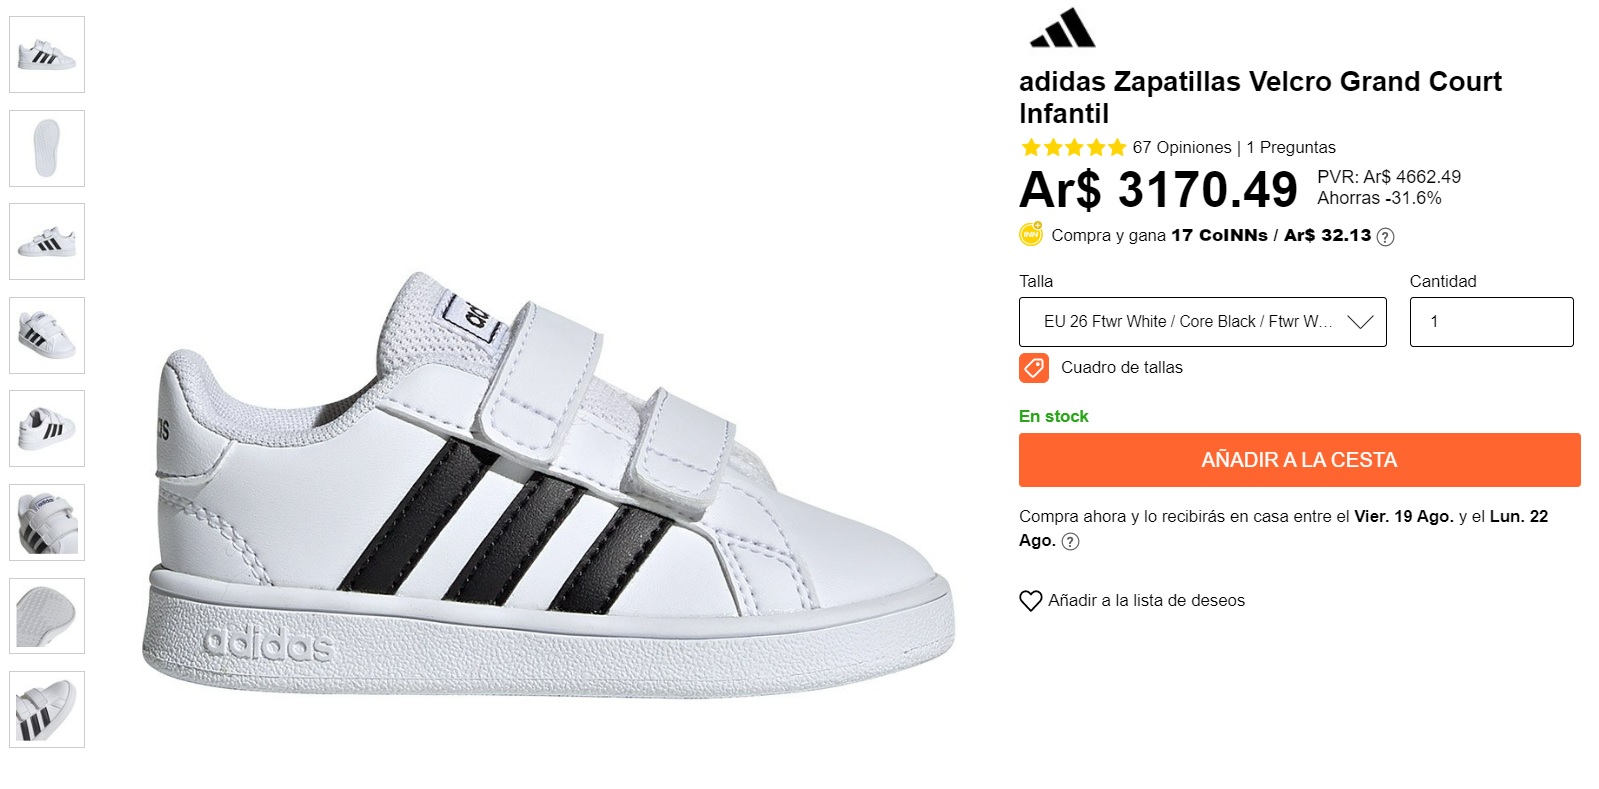 adidas Zapatillas Velcro Grand Court
Infantil
67 Opiniones | 1 Preguntas
Ar$ 3170.49
PVR: Ar$ 4662.49
Ahorras -31.6%
Compra y gana 17 CoINNs / Ar$ 32.13 ?
Talla
Cantidad
EU 26 Ftwr White / Core Black / Ftwr W...
1
Cuadro de tallas
En stock
AÑADIR A LA CESTA
Compra ahora y lo recibirás en casa entre el Vier. 19 Ago. y el Lun. 22
Ago. ?
Añadir a la lista de deseos
adidas